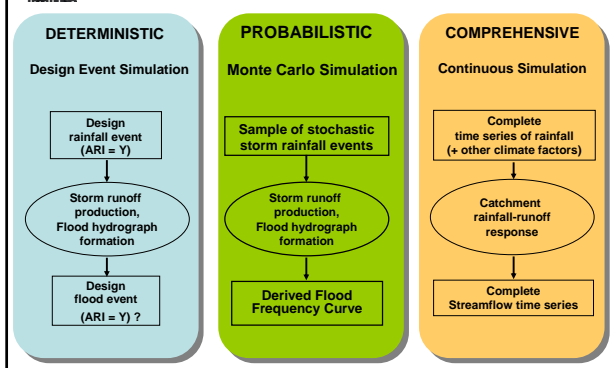 DETERMINISTIC
Design Event Simulation
Design
rainfall event
(ARI = Y)
Storm runoff
production,
Flood hydrograph
formation
Design
flood event
(ARI = Y) ?
PROBABILISTIC
Monte Carlo Simulation
Sample of stochastic
storm rainfall events
Storm runoff
production,
Flood hydrograph
formation
Derived Flood
Frequency Curve
COMPREHENSIVE
Continuous Simulation
Complete
time series of rainfall
(+ other climate factors)
Catchment
rainfall-runoff
response
Complete
Streamflow time series